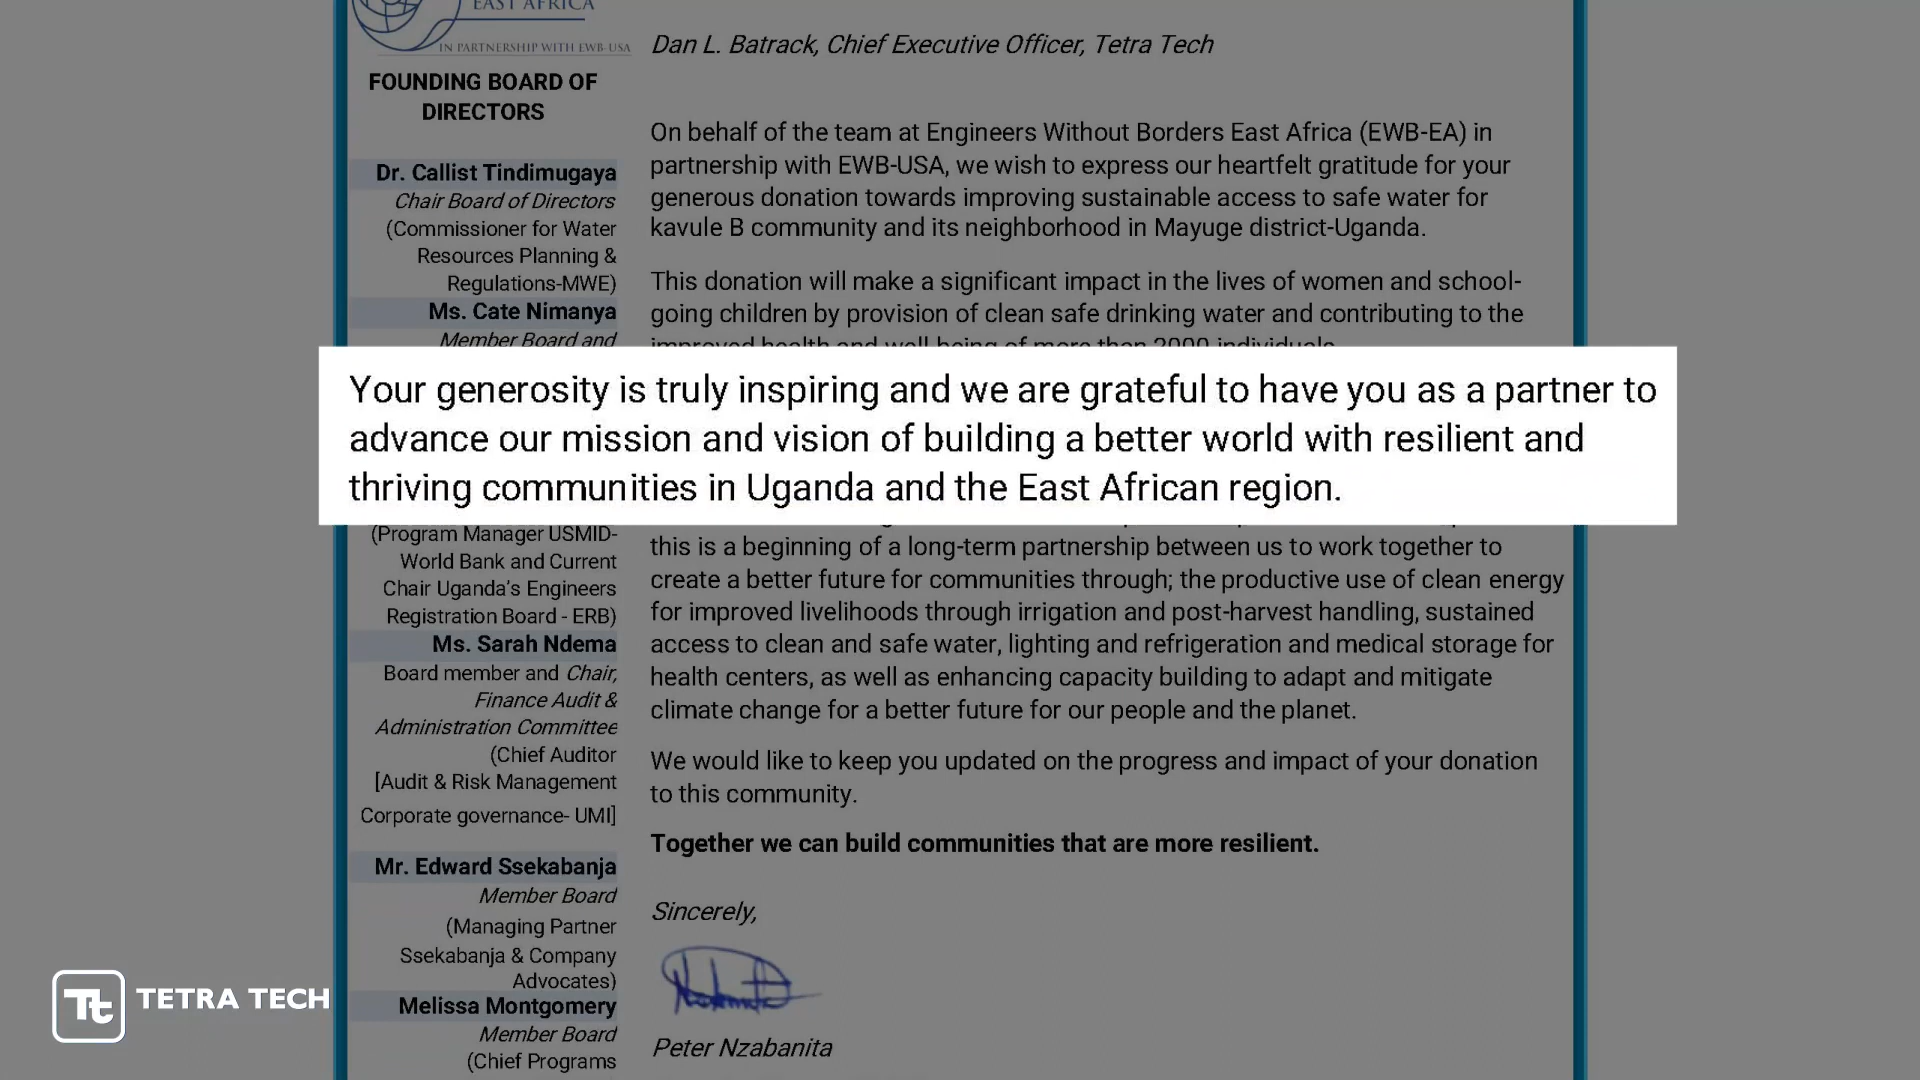 EAST AFRICA
IN PARTNERSHIP WITH EWB-USA
FOUNDING BOARD OF
DIRECTORS
Dr. Callist Tindimugaya
Chair Board of Directors
(Commissioner for Water
Resources Planning &
Regulations-MWE)
Ms. Cate Nimanya
Member Board and
(Program Manager USMID-
World Bank and Current
Chair Uganda's Engineers
Registration Board - ERB)
Ms. Sarah Ndema
Board member and Chair,
Finance Audit &
Administration Committee
(Chief Auditor
[Audit & Risk Management
Corporate governance- UMI]
Mr. Edward Ssekabanja
Member Board
(Managing Partner
Ssekabanja & Company
Advocates)
Melissa Montgomery
Member Board
(Chief Programs
Dan L. Batrack, Chief Executive Officer, Tetra Tech
On behalf of the team at Engineers Without Borders East Africa (EWB-EA) in
partnership with EWB-USA, we wish to express our heartfelt gratitude for your
generous donation towards improving sustainable access to safe water for
kavule B community and its neighborhood in Mayuge district-Uganda.
This donation will make a significant impact in the lives of women and school-
going children by provision of clean safe drinking water and contributing to the
improved health and well-being of more than 2000 individuals.
Your generosity is truly inspiring and we are grateful to have you as a partner to
advance our mission and vision of building a better world with resilient and
thriving communities in Uganda and the East African region.
this is a beginning of a long-term partnership between us to work together to
create a better future for communities through; the productive use of clean energy
for improved livelihoods through irrigation and post-harvest handling, sustained
access to clean and safe water, lighting and refrigeration and medical storage for
health centers, as well as enhancing capacity building to adapt and mitigate
climate change for a better future for our people and the planet.
We would like to keep you updated on the progress and impact of your donation
to this community.
Together we can build communities that are more resilient.
Sincerely,
Peter Nzabanita
Tt TETRA TECH